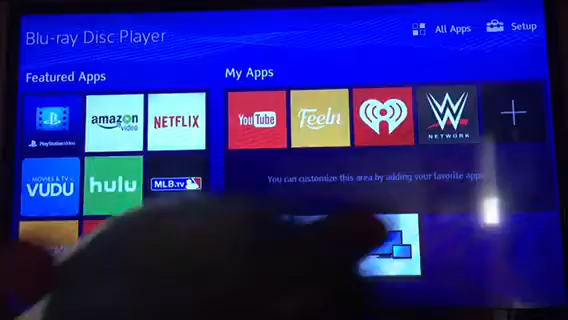 Blu-ray Disc Player
All Apps
Setup
Featured Apps
My Apps
PlayStation Video
amazon video
NETFLIX
YouTube
Feeln
iHeart
W NETWORK
MOVIES & TV
VUDU
hulu
MLB.TV
You can customize this area by adding your favorite apps